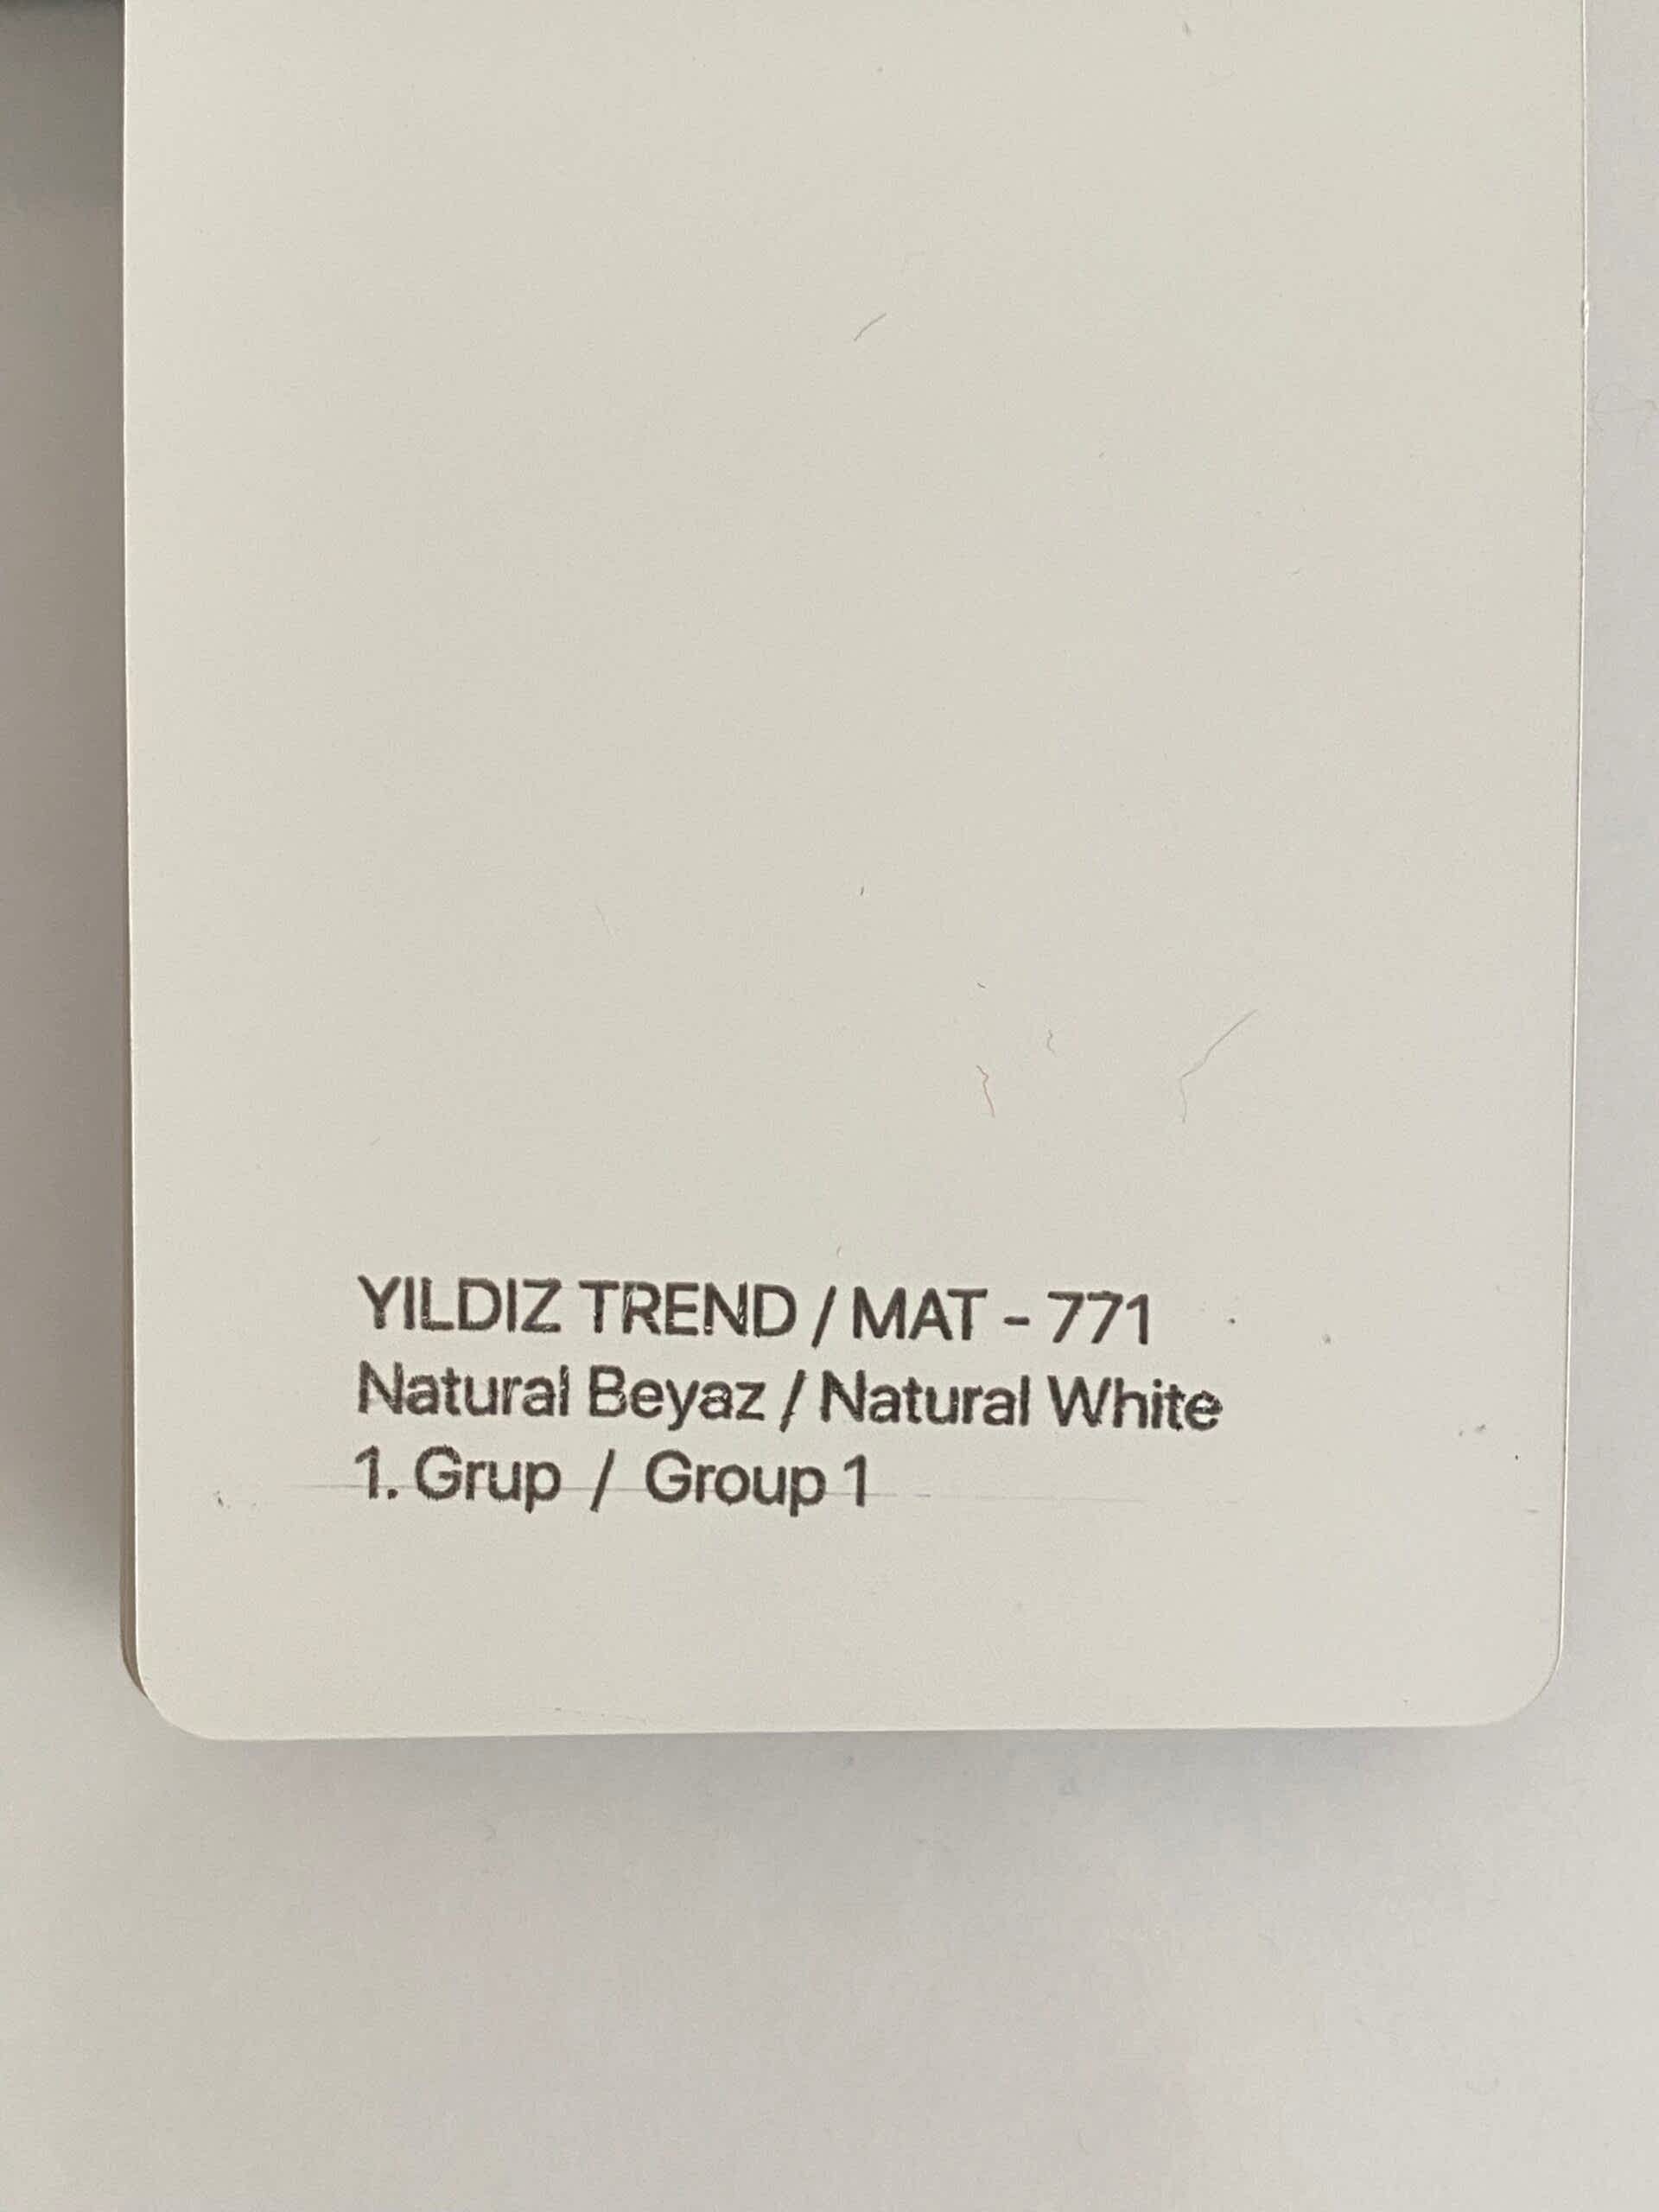 YILDIZ TREND / MAT - 771
Natural Beyaz / Natural White
1. Grup / Group 1